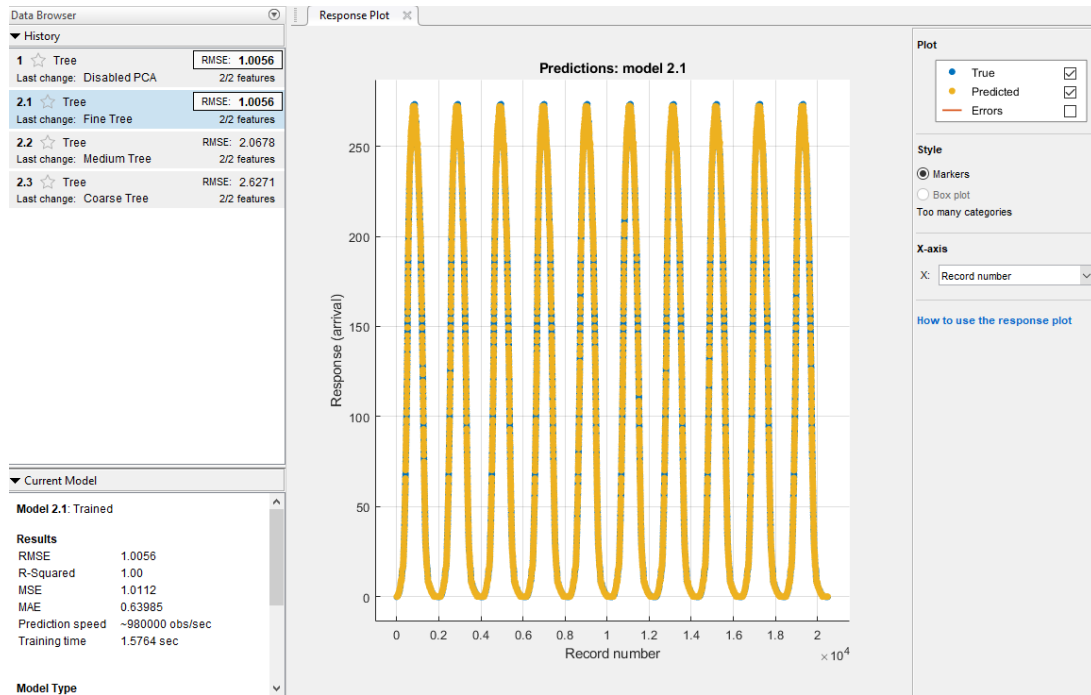 Data Browser
History
1 Tree RMSE: 1.0056
Last change: Disabled PCA 2/2 features
2.1 Tree RMSE: 1.0056
Last change: Fine Tree 2/2 features
2.2 Tree RMSE: 2.0678
Last change: Medium Tree 2/2 features
2.3 Tree RMSE: 2.6271
Last change: Coarse Tree 2/2 features
Current Model
Model 2.1: Trained
Results
RMSE 1.0056
R-Squared 1.00
MSE 1.0112
MAE 0.63985
Prediction speed ~980000 obs/sec
Training time 1.5764 sec
Model Type
Response Plot
Predictions: model 2.1
Response (arrival)
250
200
150
100
50
0
0 0.2 0.4 0.6 0.8 1 1.2 1.4 1.6 1.8 2
Record number
× 10^4
Plot
True
Predicted
Errors
Style
Markers
Box plot
Too many categories
X-axis
X: Record number
How to use the response plot